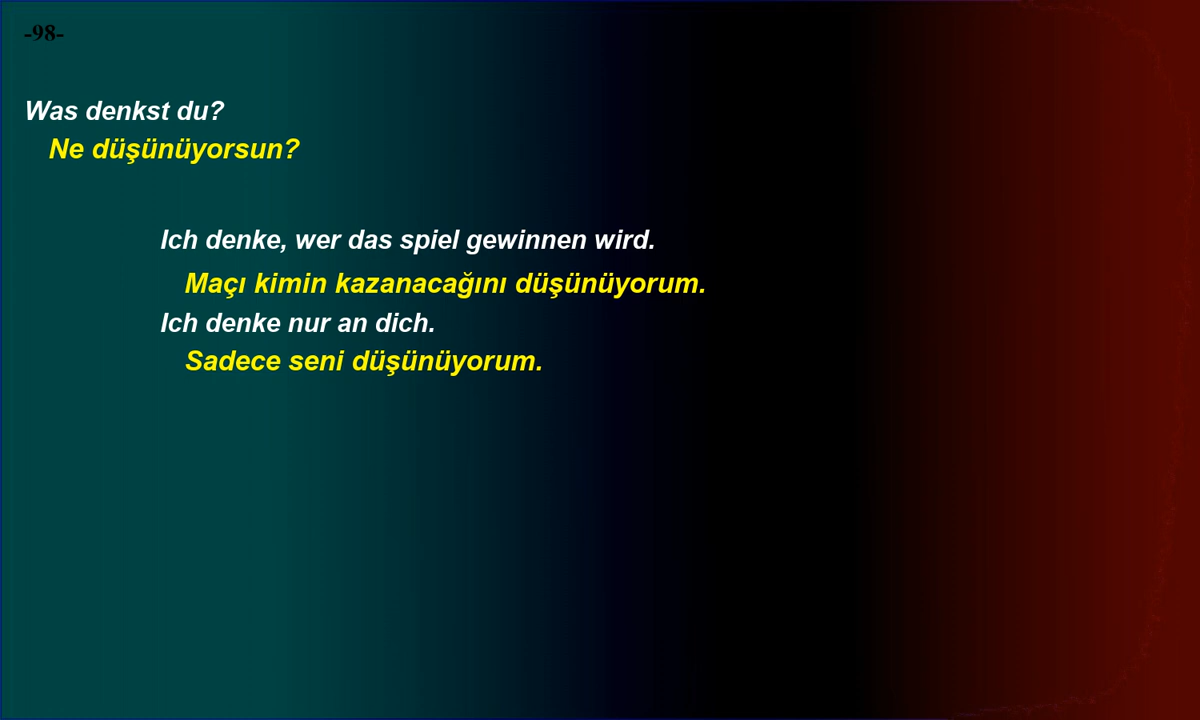 -98-
Was denkst du?
Ne düşünüyorsun?
Ich denke, wer das spiel gewinnen wird.
Maçı kimin kazanacağını düşünüyorum.
Ich denke nur an dich.
Sadece seni düşünüyorum.